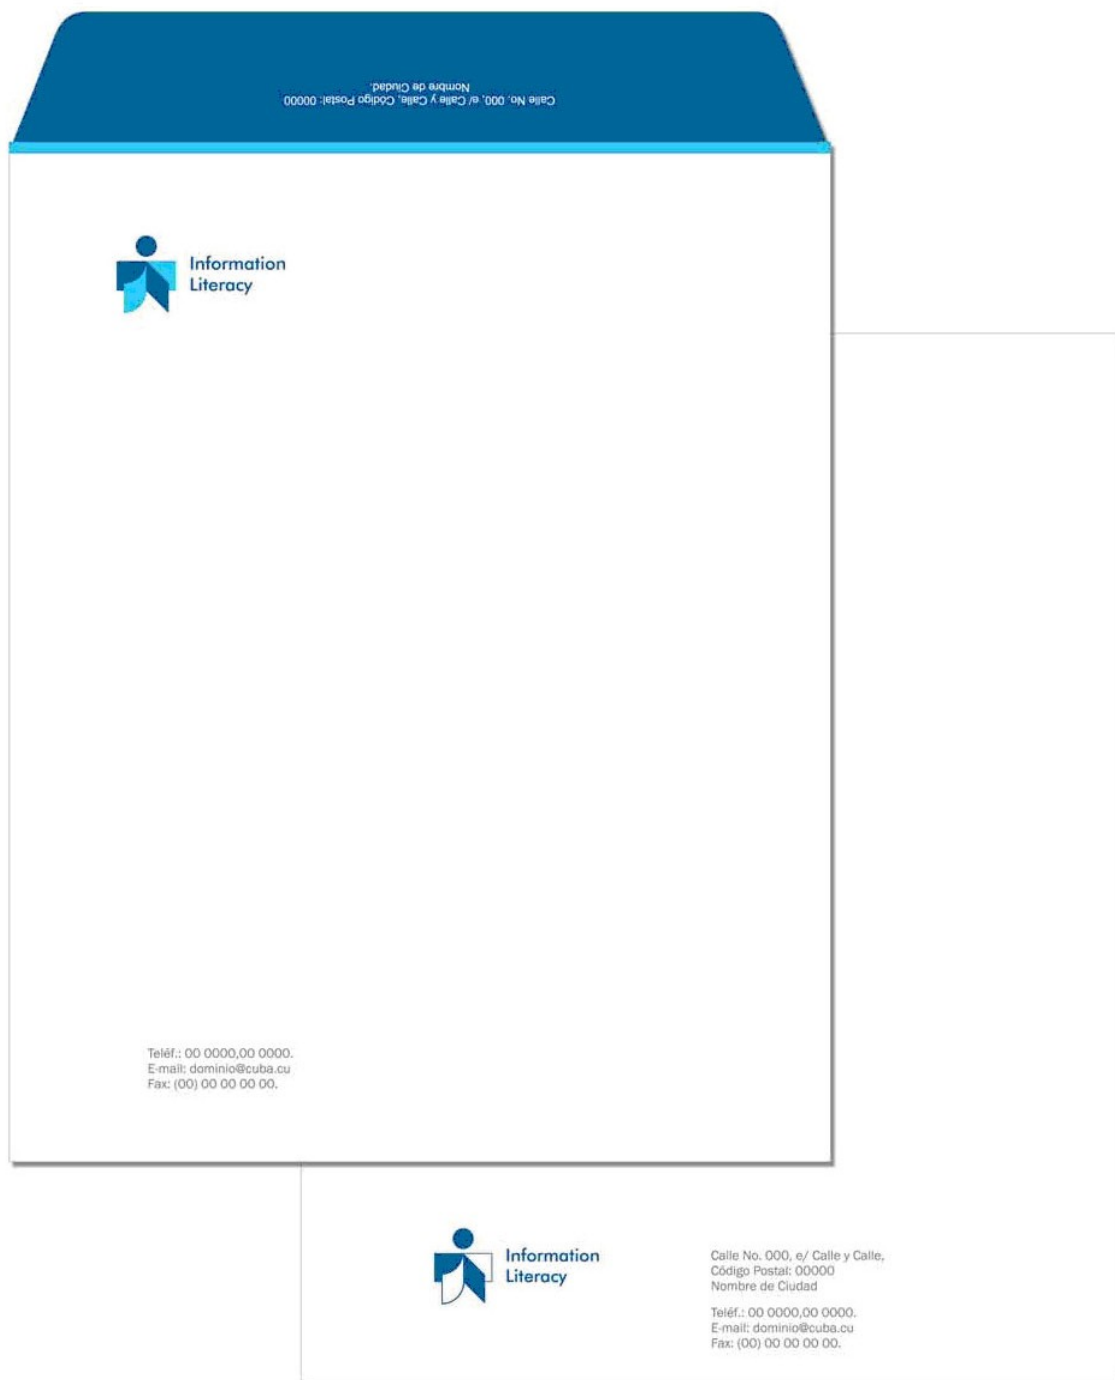 Calle No. 000, e/ Calle y Calle, Código Postal: 00000
Nombre de Ciudad.
Information
Literacy
Teléf.: 00 0000,00 0000.
E-mail: dominio@cuba.cu
Fax: (00) 00 00 00 00.
Information
Literacy
Calle No. 000, e/ Calle y Calle,
Código Postal: 00000
Nombre de Ciudad
Teléf.: 00 0000,00 0000.
E-mail: dominio@cuba.cu
Fax: (00) 00 00 00 00.